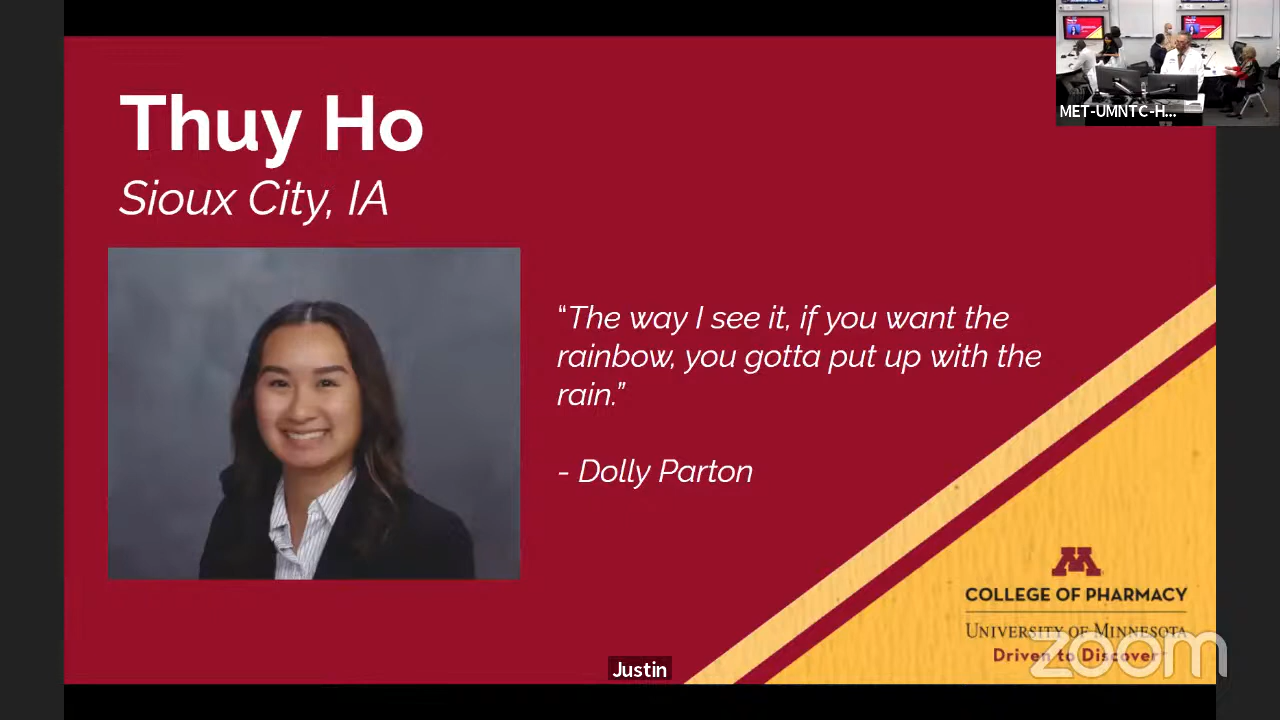 Thuy Ho
Sioux City, IA
MET-UMNTC-H...
“The way I see it, if you want the
rainbow, you gotta put up with the
rain.”
- Dolly Parton
M
COLLEGE OF PHARMACY
UNIVERSITY OF MINNESOTA
Driven to Discover
zoom
Justin